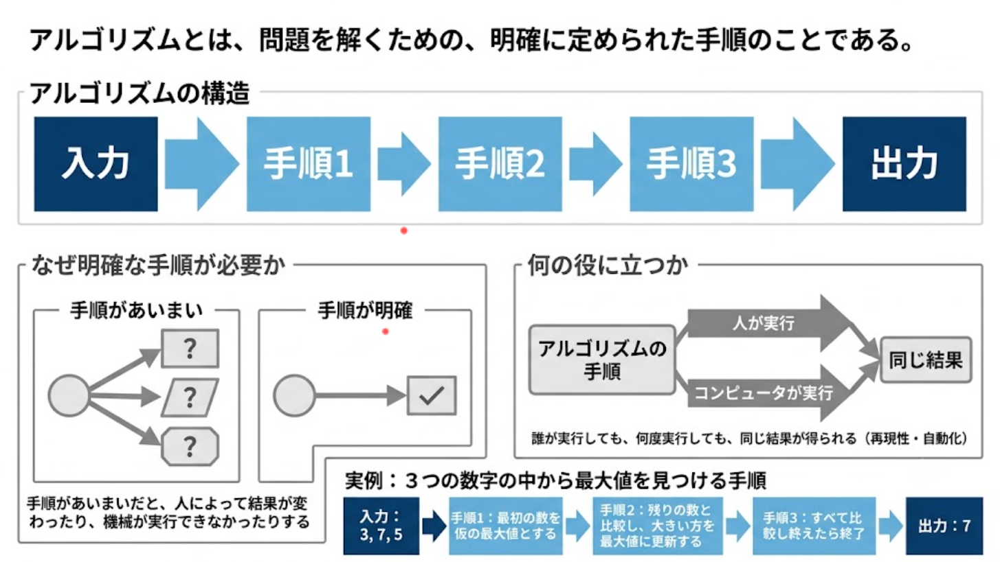 アルゴリズムとは、問題を解くための、明確に定められた手順のことである。
アルゴリズムの構造
入力
手順1
手順2
手順3
出力
なぜ明確な手順が必要か
手順があいまい
?
?
?
手順が明確
手順があいまいだと、人によって結果が変
わったり、機械が実行できなかったりする
何の役に立つか
アルゴリズムの
手順
人が実行
コンピュータが実行
同じ結果
誰が実行しても、何度実行しても、同じ結果が得られる（再現性・自動化）
実例：３つの数字の中から最大値を見つける手順
入力：
3, 7, 5
手順1：最初の数を
仮の最大値とする
手順2：残りの数と
比較し、大きい方を
最大値に更新する
手順3：すべて比
較し終えたら終了
出力：7